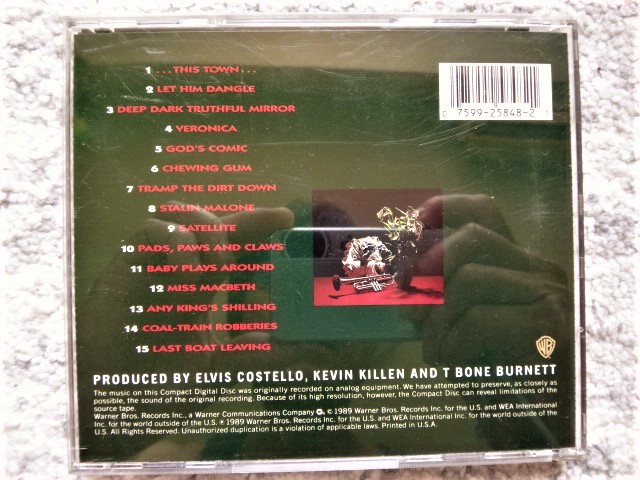 1 ...THIS TOWN...
2 LET HIM DANGLE
3 DEEP DARK TRUTHFUL MIRROR
4 VERONICA
5 GOD'S COMIC
6 CHEWING GUM
7 TRAMP THE DIRT DOWN
8 STALIN MALONE
9 SATELLITE
10 PADS, PAWS AND CLAWS
11 BABY PLAYS AROUND
12 MISS MACBETH
13 ANY KING'S SHILLING
14 COAL-TRAIN ROBBERIES
15 LAST BOAT LEAVING
0 7599-25848-2 1
PRODUCED BY ELVIS COSTELLO, KEVIN KILLEN AND T BONE BURNETT
The music on this Compact Digital Disc was originally recorded on analog equipment. We have attempted to preserve, as closely as
possible, the sound of the original recording. Because of its high resolution, however, the Compact Disc can reveal limitations of the
source tape.
Warner Bros. Records Inc., a Warner Communications Company © 1989 Warner Bros. Records Inc. for the U.S. and WEA International
Inc. for the world outside of the U.S. ℗ 1989 Warner Bros. Records Inc. for the U.S. and WEA International Inc. for the world outside of the
U.S. All Rights Reserved. Unauthorized duplication is a violation of applicable laws. Printed in U.S.A.